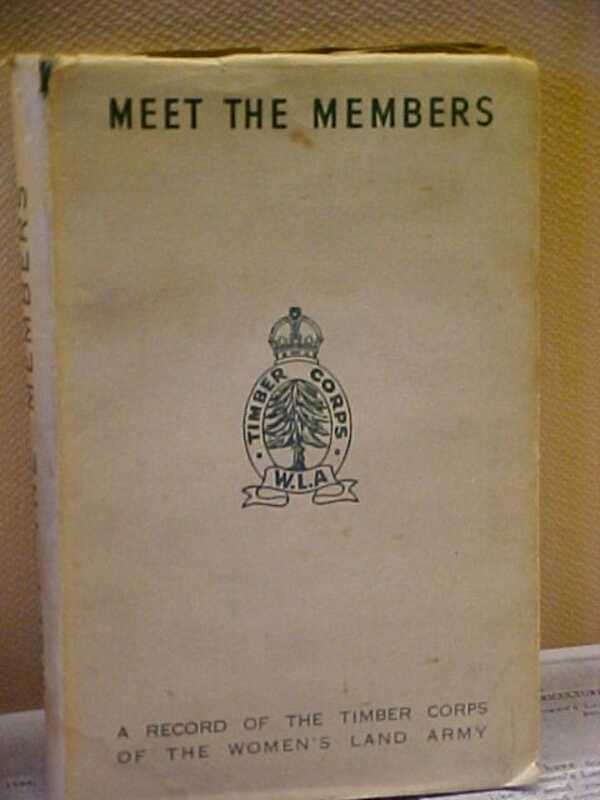 MEET THE MEMBERS
TIMBER CORPS
W.L.A
A RECORD OF THE TIMBER CORPS
OF THE WOMEN'S LAND ARMY
MEMBERS